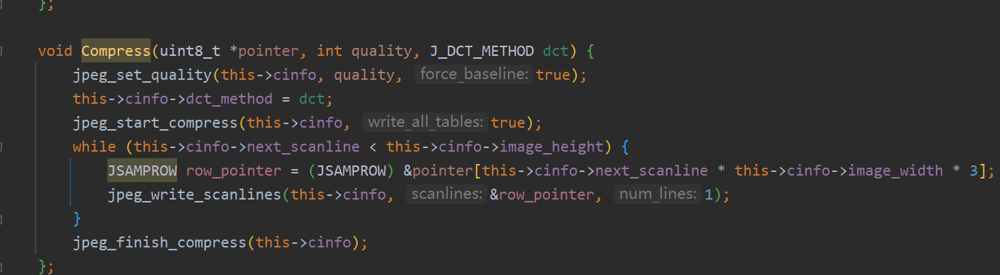 };
void Compress(uint8_t *pointer, int quality, J_DCT_METHOD dct) {
jpeg_set_quality(this->cinfo, quality, force_baseline: true);
this->cinfo->dct_method = dct;
jpeg_start_compress(this->cinfo, write_all_tables: true);
while (this->cinfo->next_scanline < this->cinfo->image_height) {
JSAMPROW row_pointer = (JSAMPROW) &pointer[this->cinfo->next_scanline * this->cinfo->image_width * 3];
jpeg_write_scanlines(this->cinfo, scanlines: &row_pointer, num_lines: 1);
}
jpeg_finish_compress(this->cinfo);
};